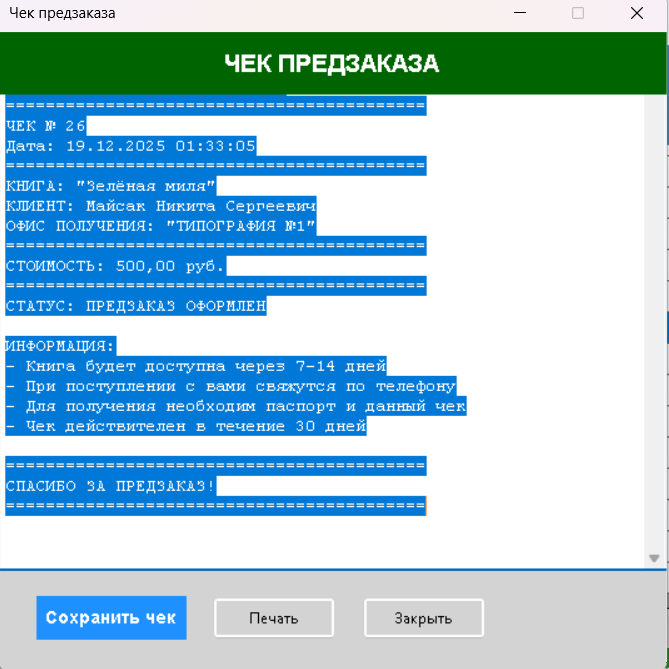 Чек предзаказа
ЧЕК ПРЕДЗАКАЗА
==========================================
ЧЕК № 26
Дата: 19.12.2025 01:33:05
==========================================
КНИГА: "Зелёная миля"
КЛИЕНТ: Майсак Никита Сергеевич
ОФИС ПОЛУЧЕНИЯ: "ТИПОГРАФИЯ №1"
==========================================
СТОИМОСТЬ: 500,00 руб.
==========================================
СТАТУС: ПРЕДЗАКАЗ ОФОРМЛЕН
ИНФОРМАЦИЯ:
- Книга будет доступна через 7-14 дней
- При поступлении с вами свяжутся по телефону
- Для получения необходим паспорт и данный чек
- Чек действителен в течение 30 дней
==========================================
СПАСИБО ЗА ПРЕДЗАКАЗ!
==========================================
Сохранить чек Печать Закрыть